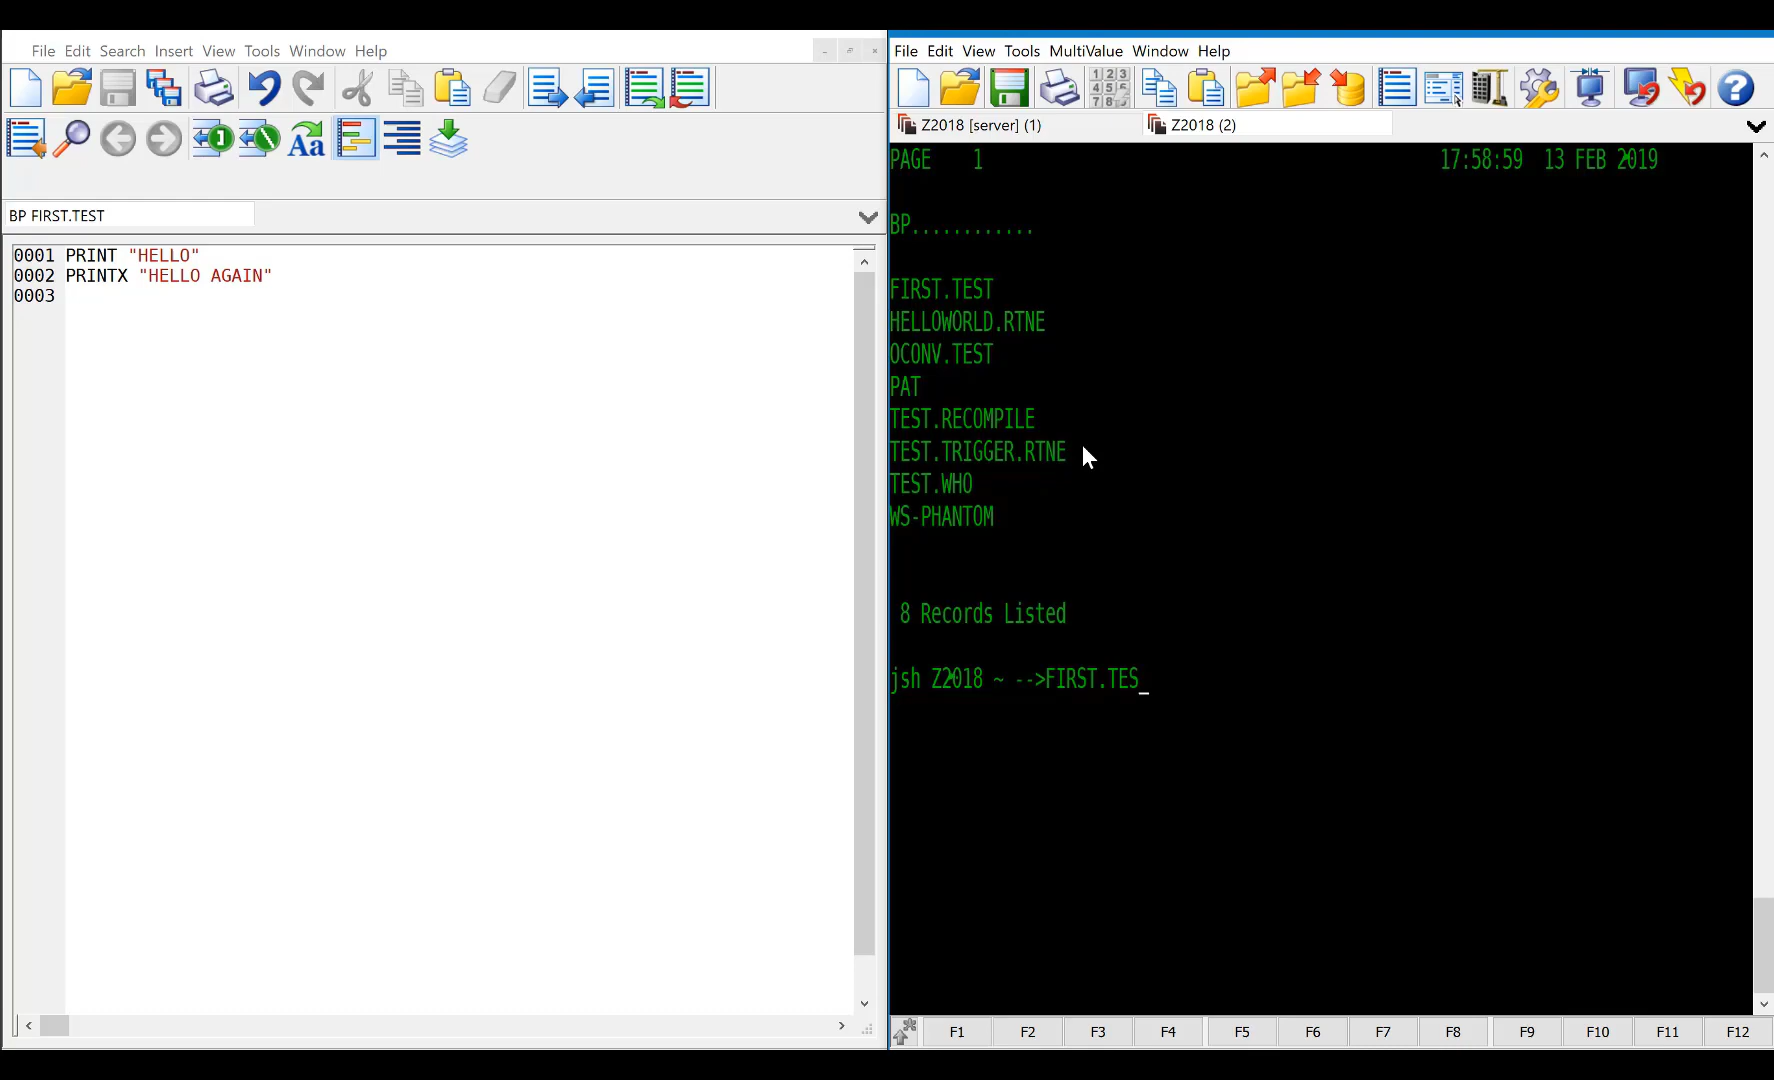 File Edit Search Insert View Tools Window Help
BP FIRST.TEST
0001 PRINT "HELLO"
0002 PRINTX "HELLO AGAIN"
0003
File Edit View Tools MultiValue Window Help
Z2018 [server] (1) Z2018 (2)
PAGE 1 17:58:59 13 FEB 2019
BP............
FIRST.TEST
HELLOWORLD.RTNE
OCONV.TEST
PAT
TEST.RECOMPILE
TEST.TRIGGER.RTNE
TEST.WHO
WS-PHANTOM
8 Records Listed
jsh Z2018 ~ -->FIRST.TES_
F1 F2 F3 F4 F5 F6 F7 F8 F9 F10 F11 F12